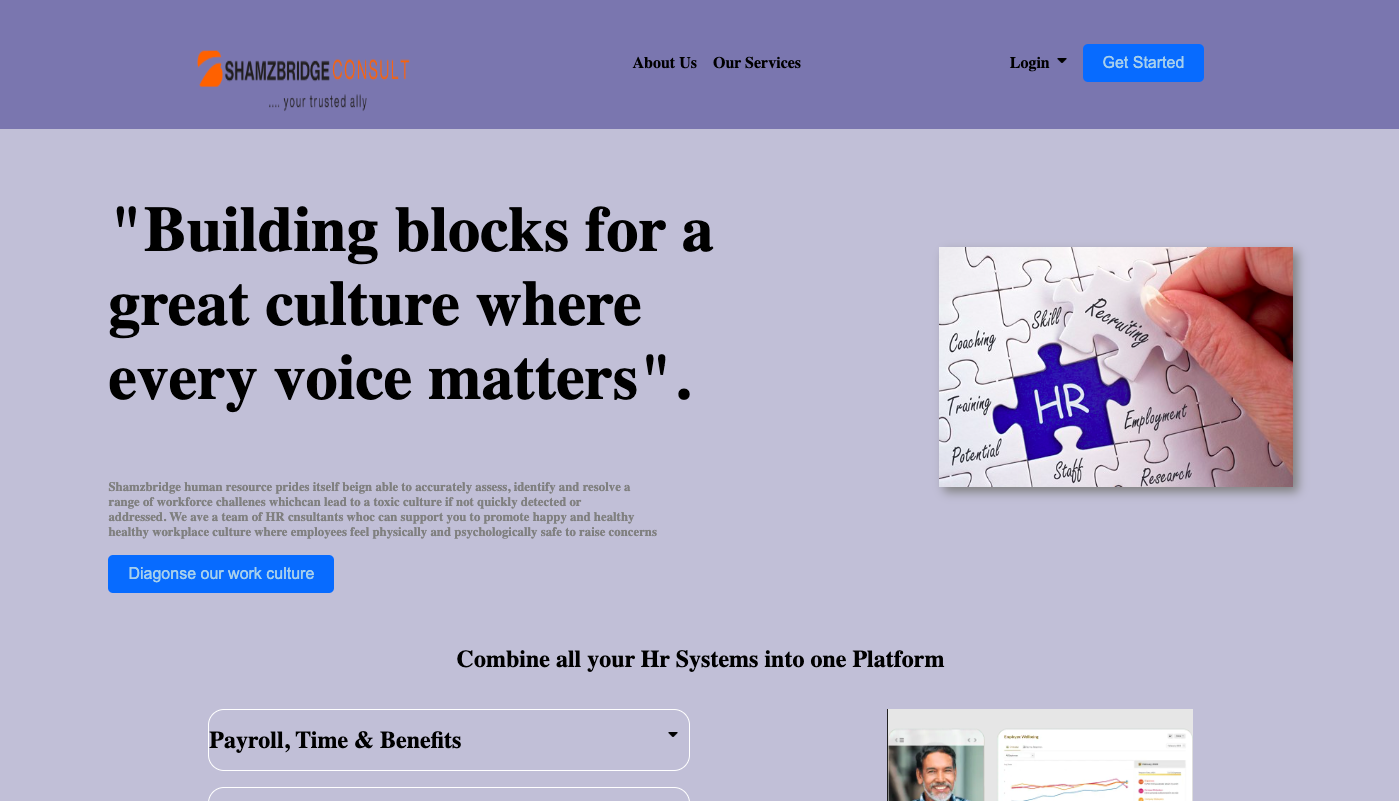 SHAMZBRIDGE CONSULT
.... your trusted ally
About Us Our Services
Login
Get Started
"Building blocks for a
great culture where
every voice matters".
Coaching
Skill
Recruiting
Training
HR
Employment
Potential
Staff
Research
Shamzbridge human resource prides itself beign able to accurately assess, identify and resolve a
range of workforce challenes whichcan lead to a toxic culture if not quickly detected or
addressed. We ave a team of HR cnsultants whoc can support you to promote happy and healthy
healthy workplace culture where employees feel physically and psychologically safe to raise concerns
Diagonse our work culture
Combine all your Hr Systems into one Platform
Payroll, Time & Benefits
Employee Wellbeing